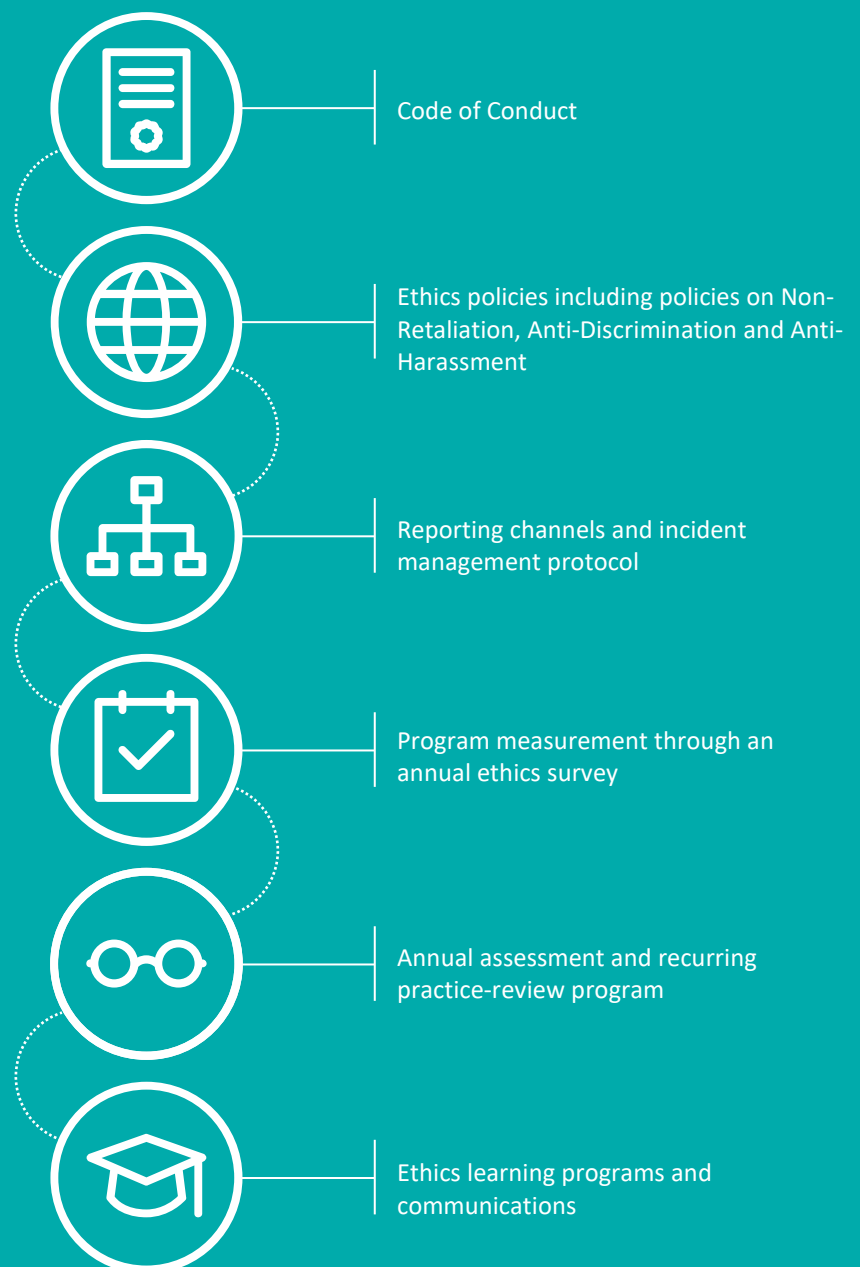 Code of Conduct
Ethics policies including policies on Non-
Retaliation, Anti-Discrimination and Anti-
Harassment
Reporting channels and incident
management protocol
Program measurement through an
annual ethics survey
Annual assessment and recurring
practice-review program
Ethics learning programs and
communications